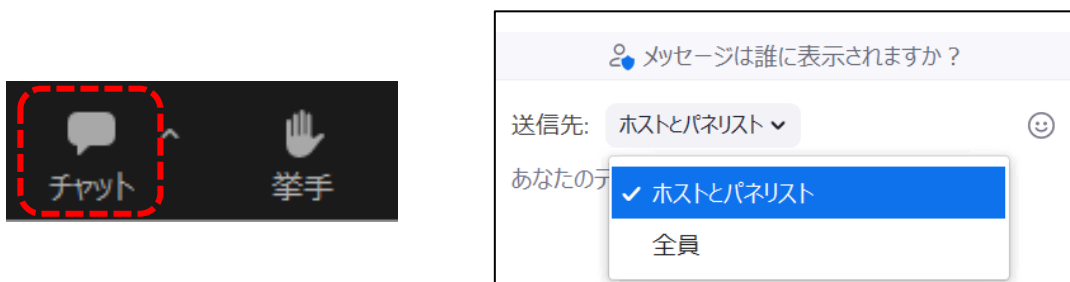 チャット
挙手
メッセージは誰に表示されますか？
送信先: ホストとパネリスト
あなたのテ
ホストとパネリスト
全員